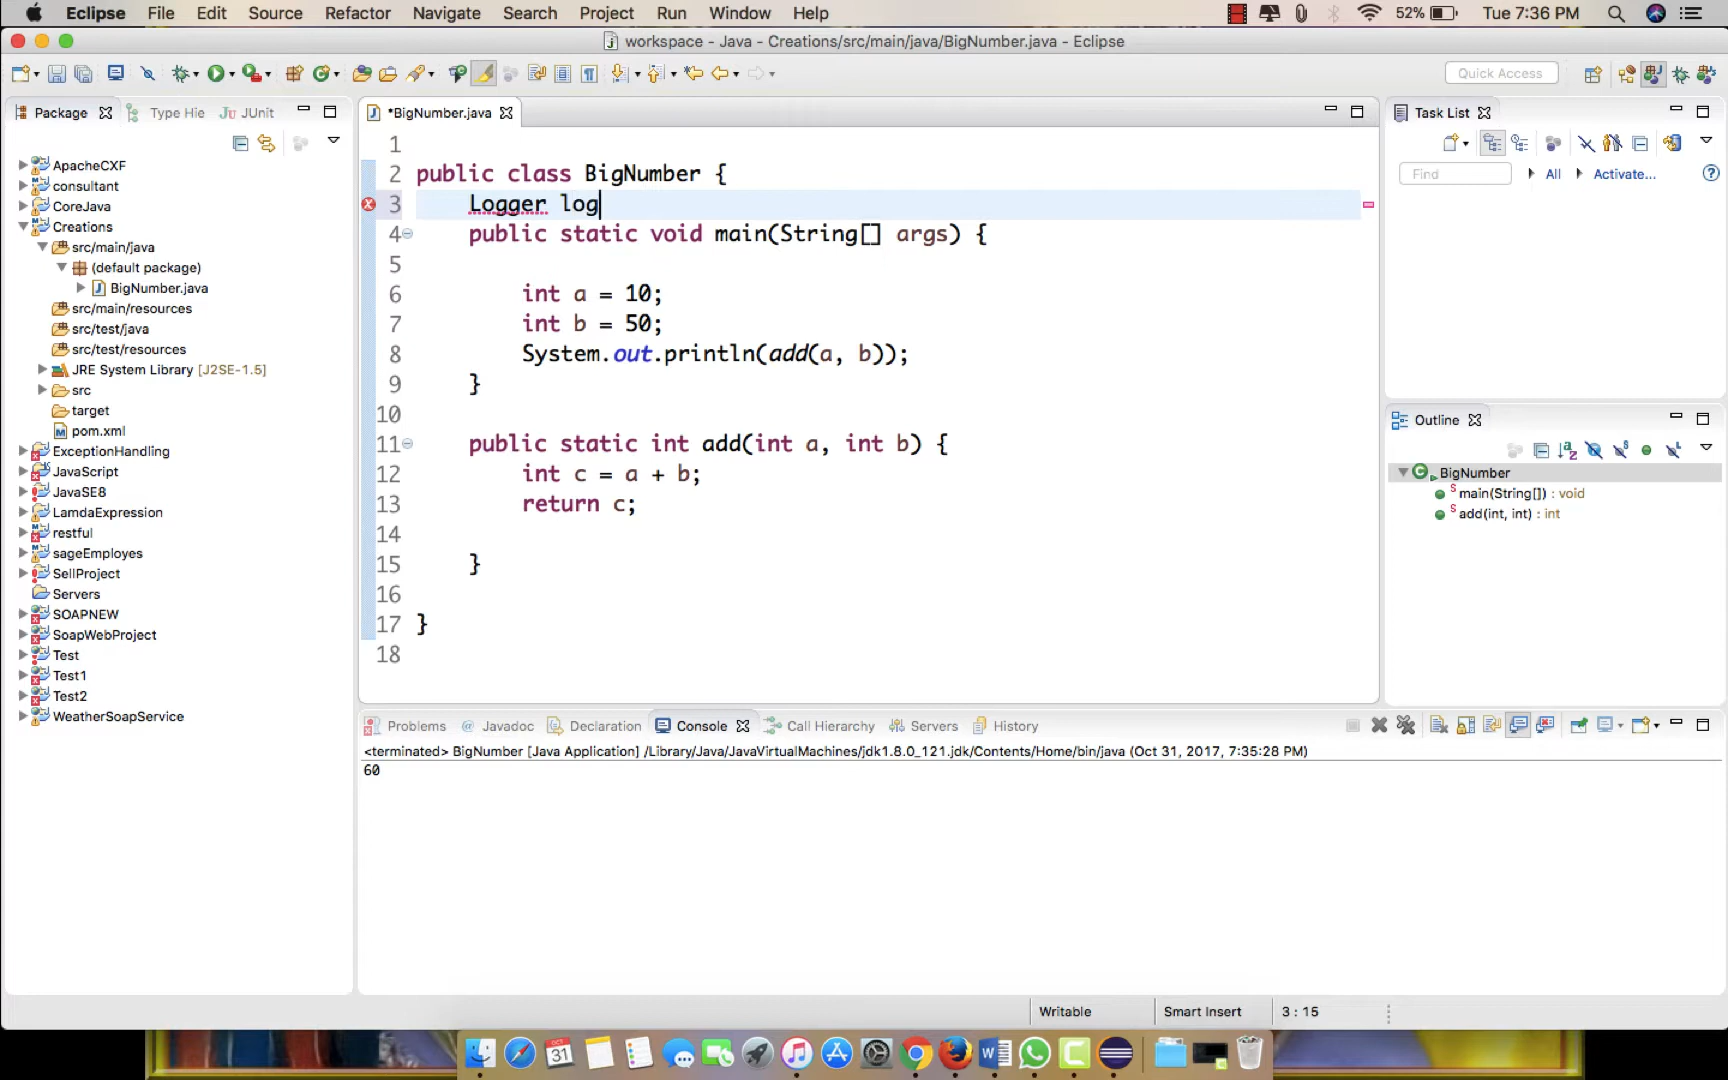 Eclipse File Edit Source Refactor Navigate Search Project Run Window Help 52% Tue 7:36 PM
workspace - Java - Creations/src/main/java/BigNumber.java - Eclipse
Quick Access
Package Type Hie JUnit
ApacheCXF
consultant
CoreJava
Creations
src/main/java
(default package)
BigNumber.java
src/main/resources
src/test/java
src/test/resources
JRE System Library [J2SE-1.5]
src
target
pom.xml
ExceptionHandling
JavaScript
JavaSE8
LamdaExpression
restful
sageEmployes
SellProject
Servers
SOAPNEW
SoapWebProject
Test
Test1
Test2
WeatherSoapService
*BigNumber.java
1
2 public class BigNumber {
3 Logger log
4 public static void main(String[] args) {
5
6 int a = 10;
7 int b = 50;
8 System.out.println(add(a, b));
9 }
10
11 public static int add(int a, int b) {
12 int c = a + b;
13 return c;
14
15 }
16
17 }
18
Task List
Find All Activate...
Outline
BigNumber
main(String[]) : void
add(int, int) : int
Problems Javadoc Declaration Console Call Hierarchy Servers History
<terminated> BigNumber [Java Application] /Library/Java/JavaVirtualMachines/jdk1.8.0_121.jdk/Contents/Home/bin/java (Oct 31, 2017, 7:35:28 PM)
60
Writable Smart Insert 3 : 15
OCT
31